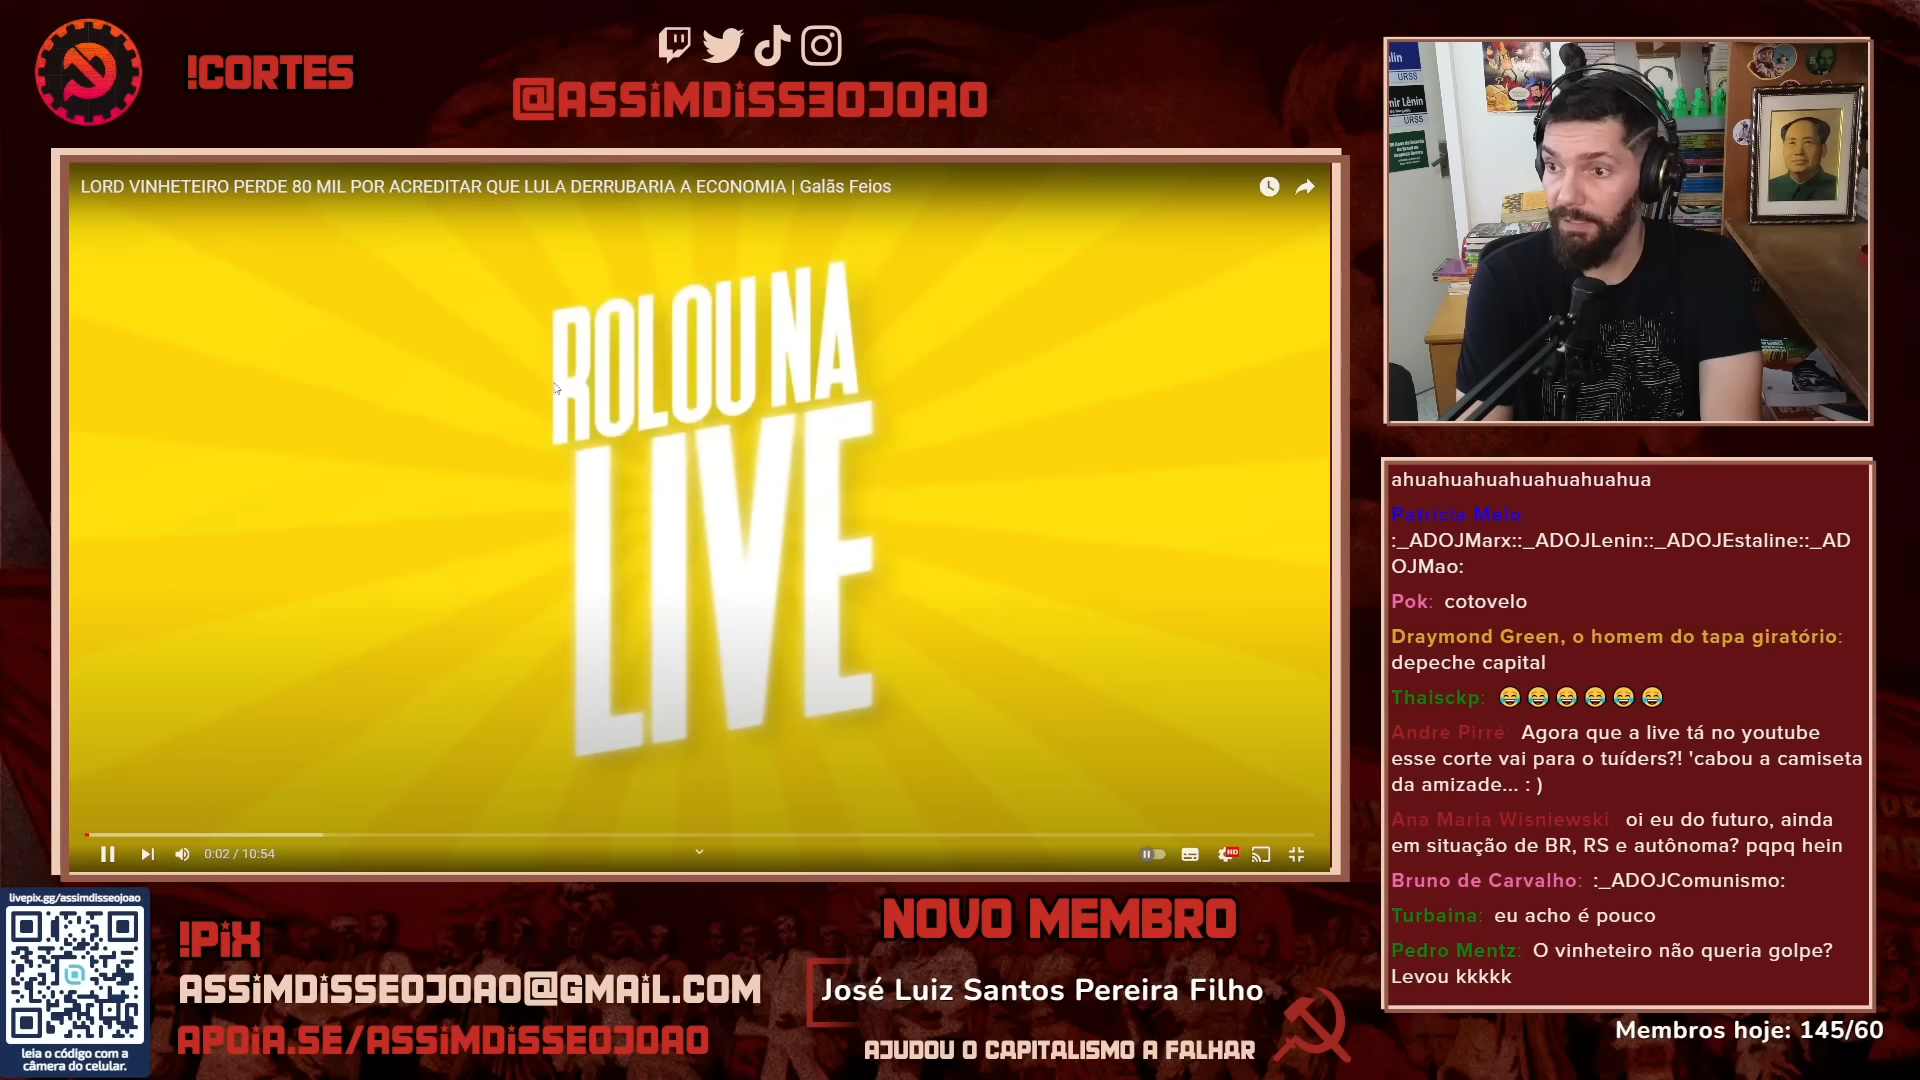 !CORTES
@ASSIMDISSEOJOAO
LORD VINHETEIRO PERDE 80 MIL POR ACREDITAR QUE LULA DERRUBARIA A ECONOMIA | Galãs Feios
ROLOU NA
LIVE
HD
0:02 / 10:54
lin
URSS
mir Lênin
URSS
ahuahuahuahuahuahuahua
Patricia Melo:
:_ADOJMarx::_ADOJLenin::_ADOJEstaline::_AD
OJMao:
Pok: cotovelo
Draymond Green, o homem do tapa giratório:
depeche capital
Thaisckp: 😂😂😂😂😂😂
Andre Pirré: Agora que a live tá no youtube
esse corte vai para o tuíders?! 'cabou a camiseta
da amizade... : )
Ana Maria Wisniewski: oi eu do futuro, ainda
em situação de BR, RS e autônoma? pqpq hein
Bruno de Carvalho: :_ADOJComunismo:
Turbaina: eu acho é pouco
Pedro Mentz: O vinheteiro não queria golpe?
Levou kkkkk
Membros hoje: 145/60
livepix.gg/assimdisseojoao
leia o código com a
câmera do celular.
!PIX
ASSIMDISSEOJOAO@GMAIL.COM
APOIA.SE/ASSIMDISSEOJOAO
NOVO MEMBRO
José Luiz Santos Pereira Filho
AJUDOU O CAPITALISMO A FALHAR